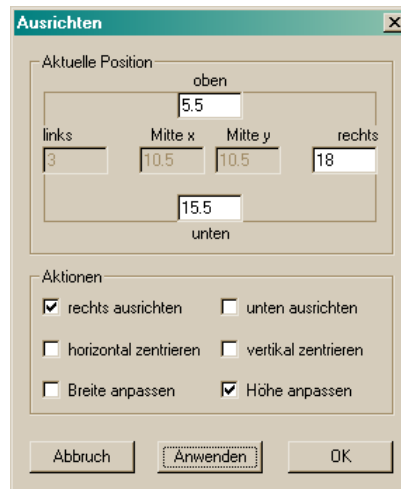 Ausrichten
Aktuelle Position
oben
5.5
links Mitte x Mitte y rechts
3 10.5 10.5 18
15.5
unten
Aktionen
rechts ausrichten unten ausrichten
horizontal zentrieren vertikal zentrieren
Breite anpassen Höhe anpassen
Abbruch Anwenden OK